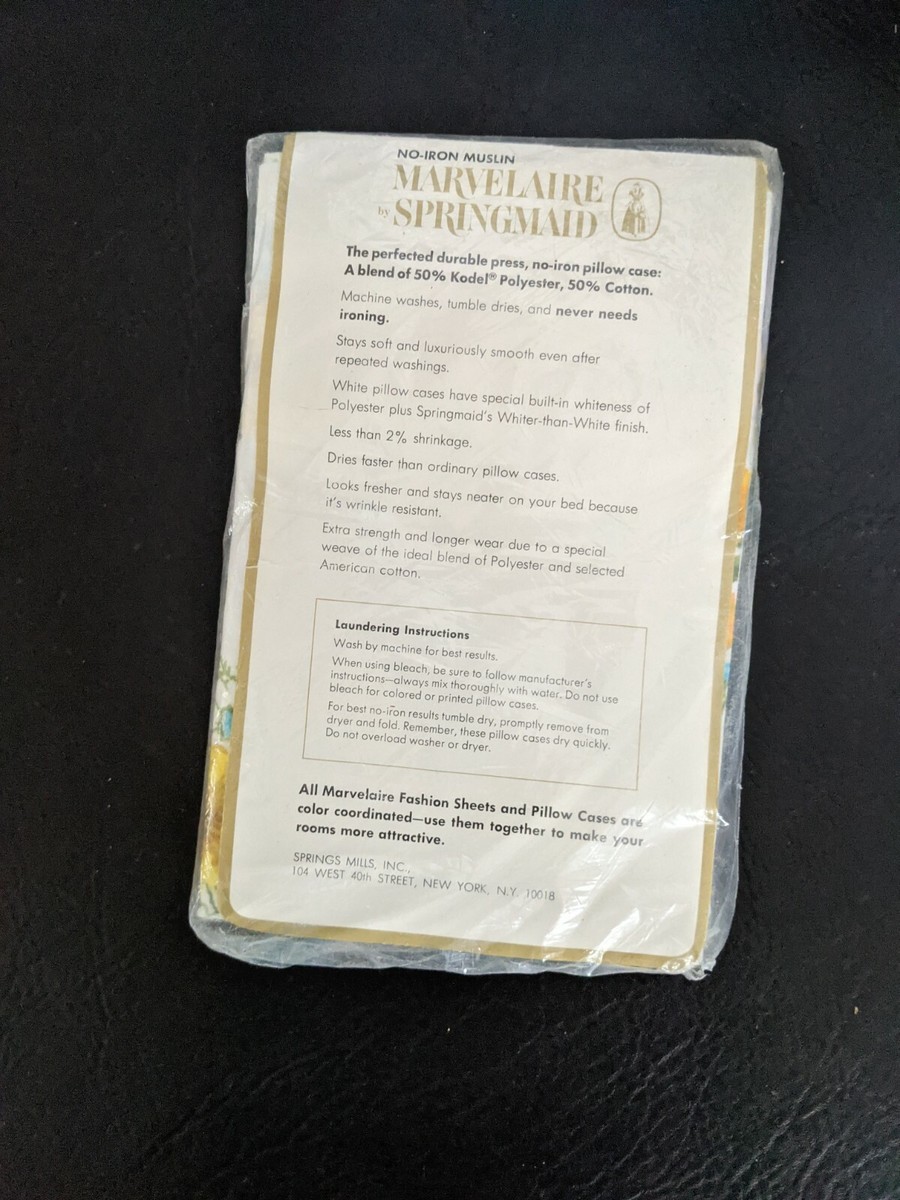 NO-IRON MUSLIN
MARVELAIRE
by SPRINGMAID
The perfected durable press, no-iron pillow case:
A blend of 50% Kodel® Polyester, 50% Cotton.
Machine washes, tumble dries, and never needs
ironing.
Stays soft and luxuriously smooth even after
repeated washings.
White pillow cases have special built-in whiteness of
Polyester plus Springmaid's Whiter-than-White finish.
Less than 2% shrinkage.
Dries faster than ordinary pillow cases.
Looks fresher and stays neater on your bed because
it's wrinkle resistant.
Extra strength and longer wear due to a special
weave of the ideal blend of Polyester and selected
American cotton.
Laundering Instructions
Wash by machine for best results.
When using bleach, be sure to follow manufacturer's
instructions—always mix thoroughly with water. Do not use
bleach for colored or printed pillow cases.
For best no-iron results tumble dry, promptly remove from
dryer and fold. Remember, these pillow cases dry quickly.
Do not overload washer or dryer.
All Marvelaire Fashion Sheets and Pillow Cases are
color coordinated—use them together to make your
rooms more attractive.
SPRINGS MILLS, INC.,
104 WEST 40th STREET, NEW YORK, N.Y. 10018